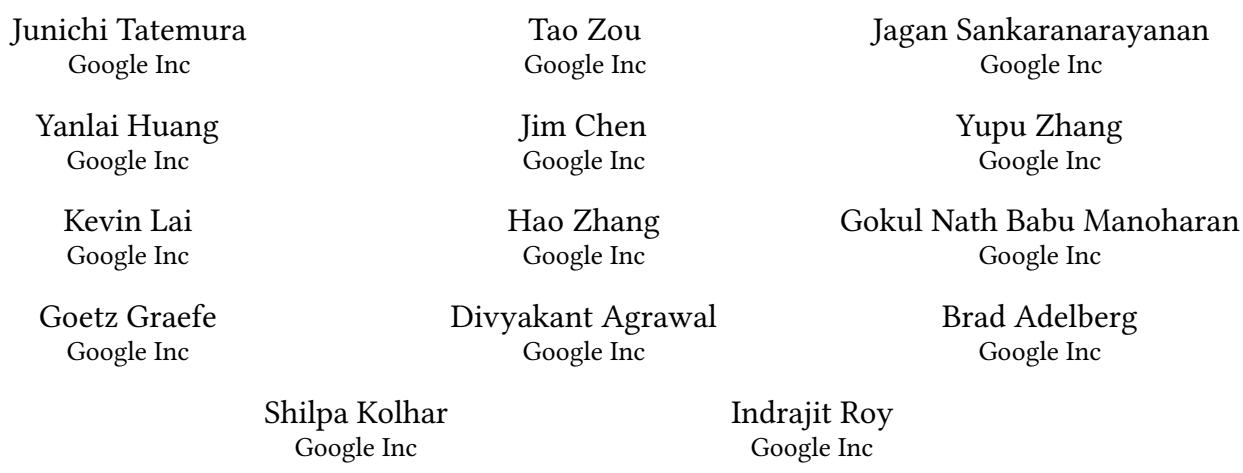 Junichi Tatemura
Google Inc
Tao Zou
Google Inc
Jagan Sankaranarayanan
Google Inc
Yanlai Huang
Google Inc
Jim Chen
Google Inc
Yupu Zhang
Google Inc
Kevin Lai
Google Inc
Hao Zhang
Google Inc
Gokul Nath Babu Manoharan
Google Inc
Goetz Graefe
Google Inc
Divyakant Agrawal
Google Inc
Brad Adelberg
Google Inc
Shilpa Kolhar
Google Inc
Indrajit Roy
Google Inc